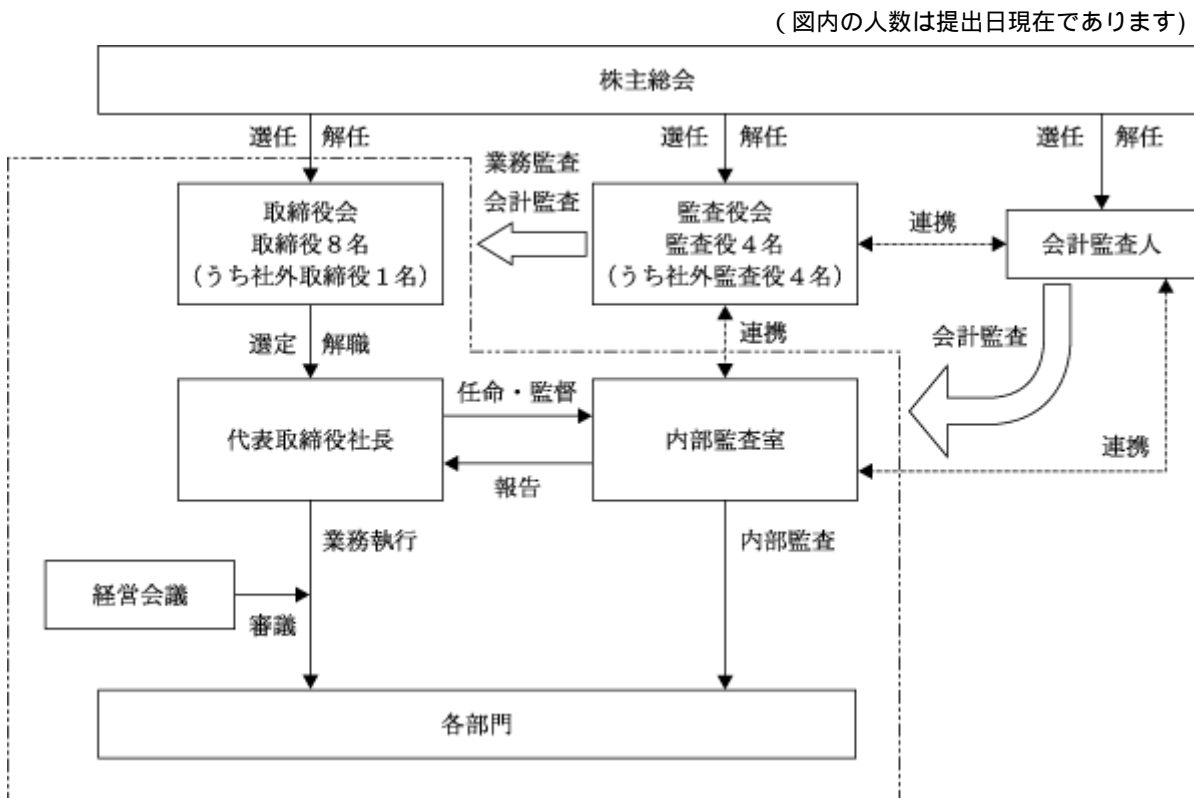 (図内の人数は提出日現在であります)
株主総会
選任 解任
選任 解任
選任 解任
業務監査
会計監査
取締役会
取締役８名
(うち社外取締役１名)
監査役会
監査役４名
(うち社外監査役４名)
連携
会計監査人
選定 解職
連携
会計監査
代表取締役社長
任命・監督
報告
内部監査室
連携
業務執行
内部監査
経営会議
審議
各部門